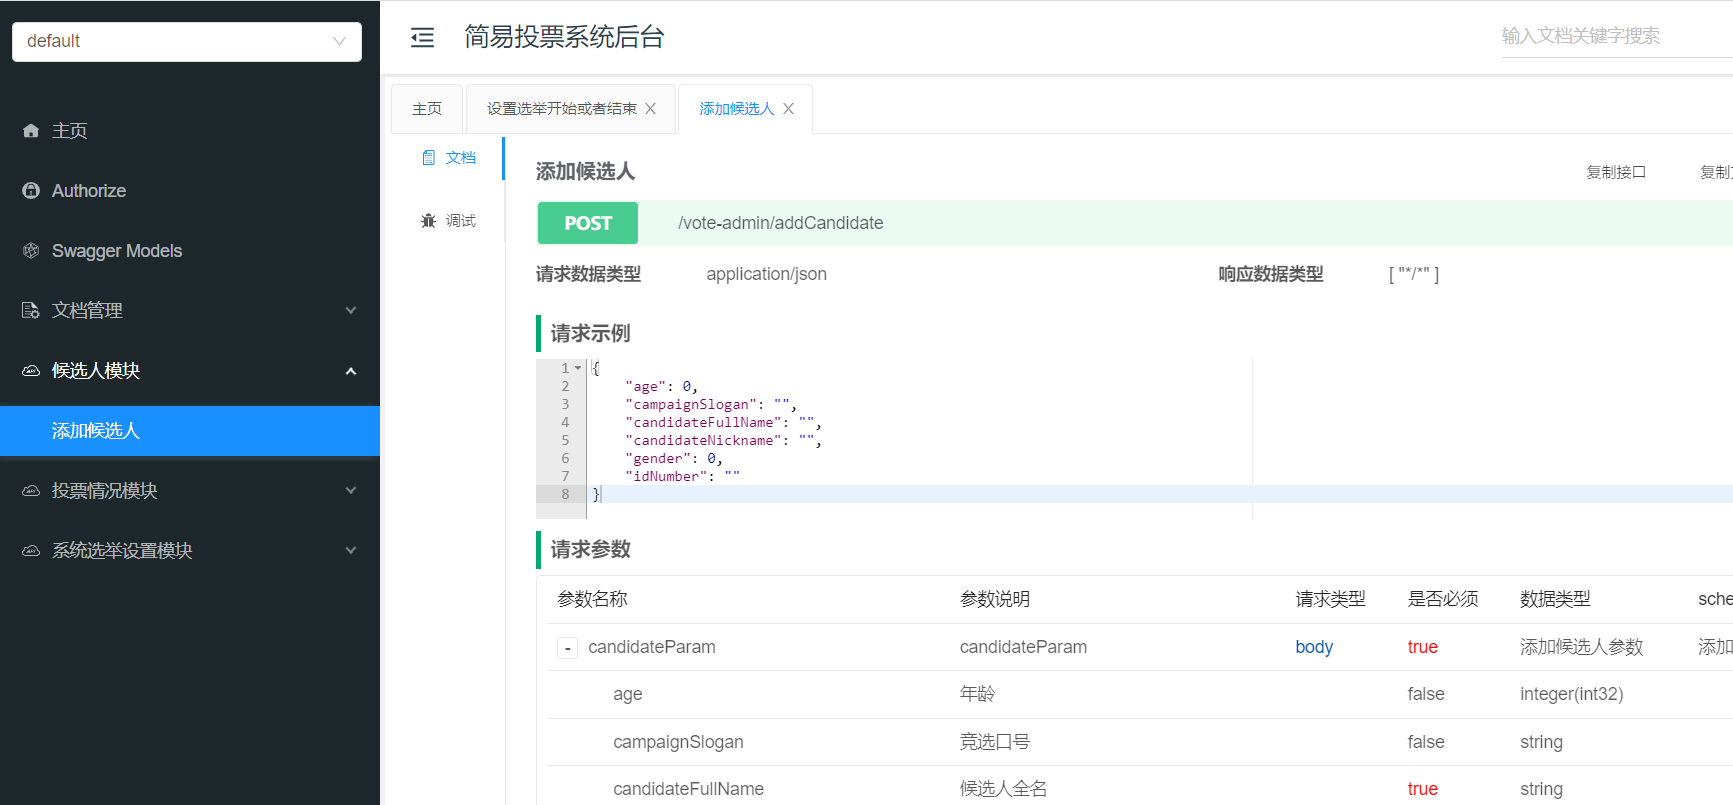 default
主页
Authorize
Swagger Models
文档管理
候选人模块
添加候选人
投票情况模块
系统选举设置模块
简易投票系统后台
输入文档关键字搜索
主页
设置选举开始或者结束
添加候选人
文档
调试
添加候选人
复制接口
复制
POST
/vote-admin/addCandidate
请求数据类型
application/json
响应数据类型
[ "*/*" ]
请求示例
1 {
2 "age": 0,
3 "campaignSlogan": "",
4 "candidateFullName": "",
5 "candidateNickname": "",
6 "gender": 0,
7 "idNumber": ""
8 }
请求参数
参数名称 参数说明 请求类型 是否必须 数据类型 sche
- candidateParam candidateParam body true 添加候选人参数 添加
age 年龄 false integer(int32)
campaignSlogan 竞选口号 false string
candidateFullName 候选人全名 true string